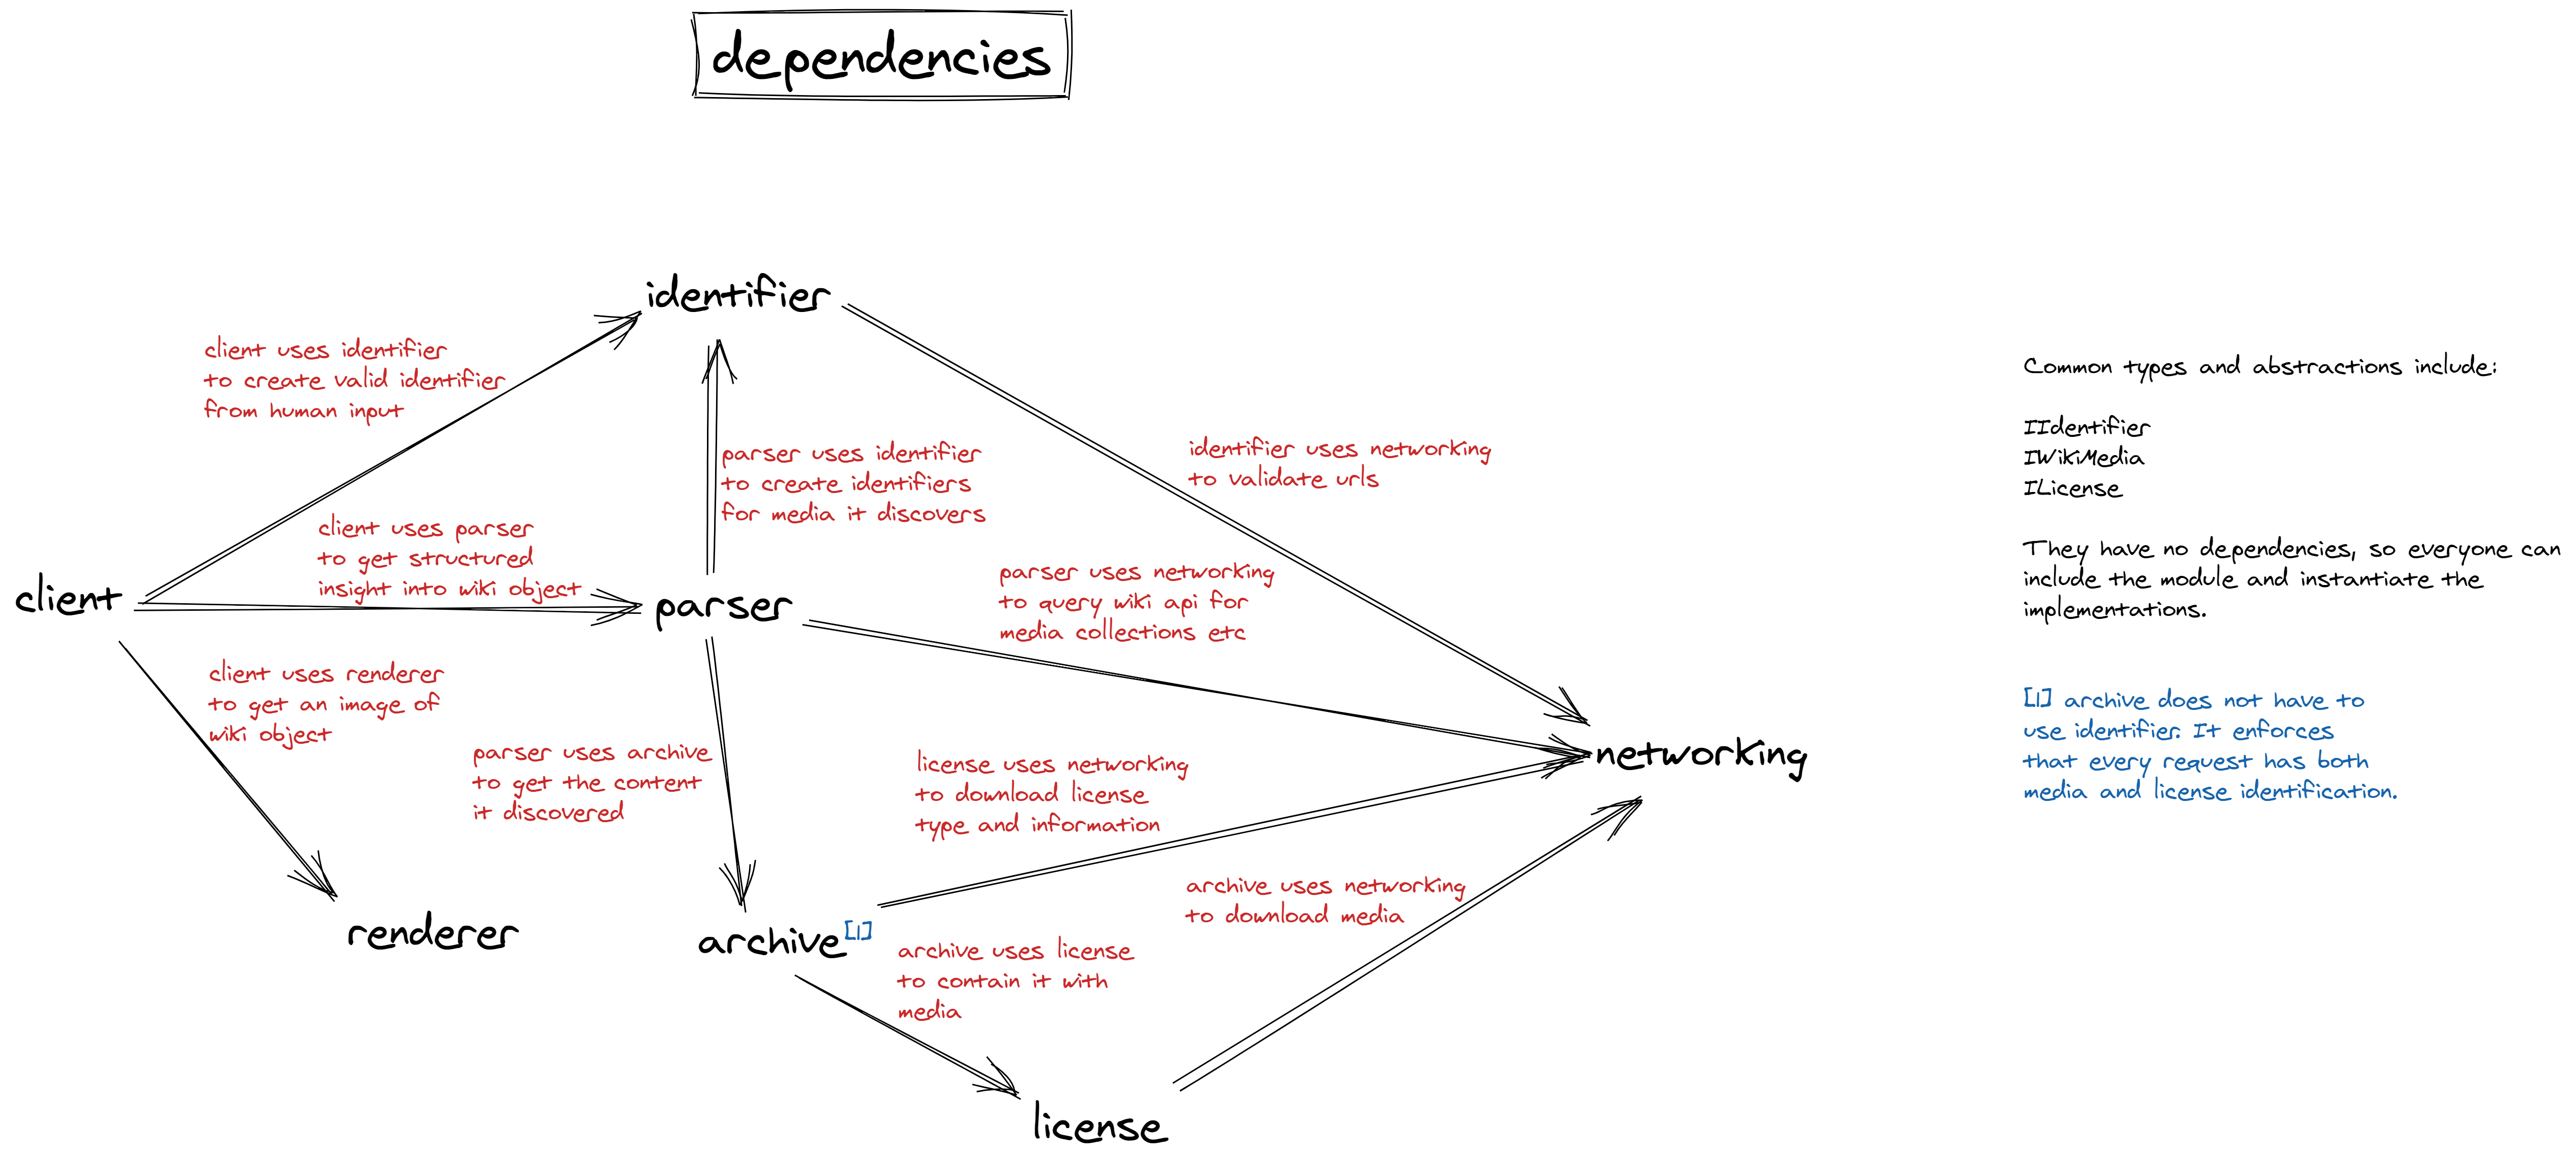 dependencies
identifier
client uses identifier
to create valid identifier
from human input
parser uses identifier
to create identifiers
for media it discovers
identifier uses networking
to validate urls
client uses parser
to get structured
insight into wiki object
client
parser
parser uses networking
to query wiki api for
media collections etc
client uses renderer
to get an image of
wiki object
parser uses archive
to get the content
it discovered
license uses networking
to download license
type and information
networking
archive uses networking
to download media
renderer
archive[1]
archive uses license
to contain it with
media
license
Common types and abstractions include:
IIdentifier
IWikiMedia
ILicense
They have no dependencies, so everyone can
include the module and instantiate the
implementations.
[1] archive does not have to
use identifier. It enforces
that every request has both
media and license identification.